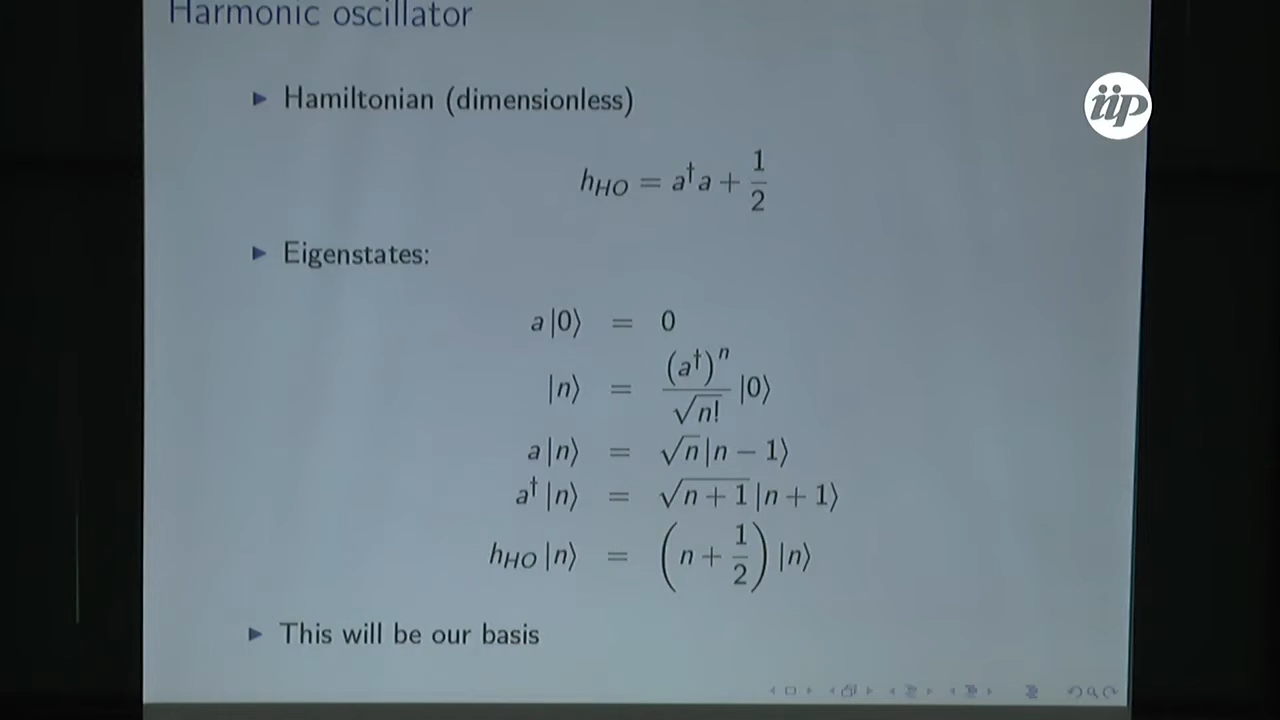 Harmonic oscillator
iip
▶ Hamiltonian (dimensionless)
h_HO = a†a + 1/2
▶ Eigenstates:
a |0⟩ = 0
|n⟩ = (a†)^n / √n! |0⟩
a |n⟩ = √n |n − 1⟩
a† |n⟩ = √(n + 1) |n + 1⟩
h_HO |n⟩ = (n + 1/2) |n⟩
▶ This will be our basis